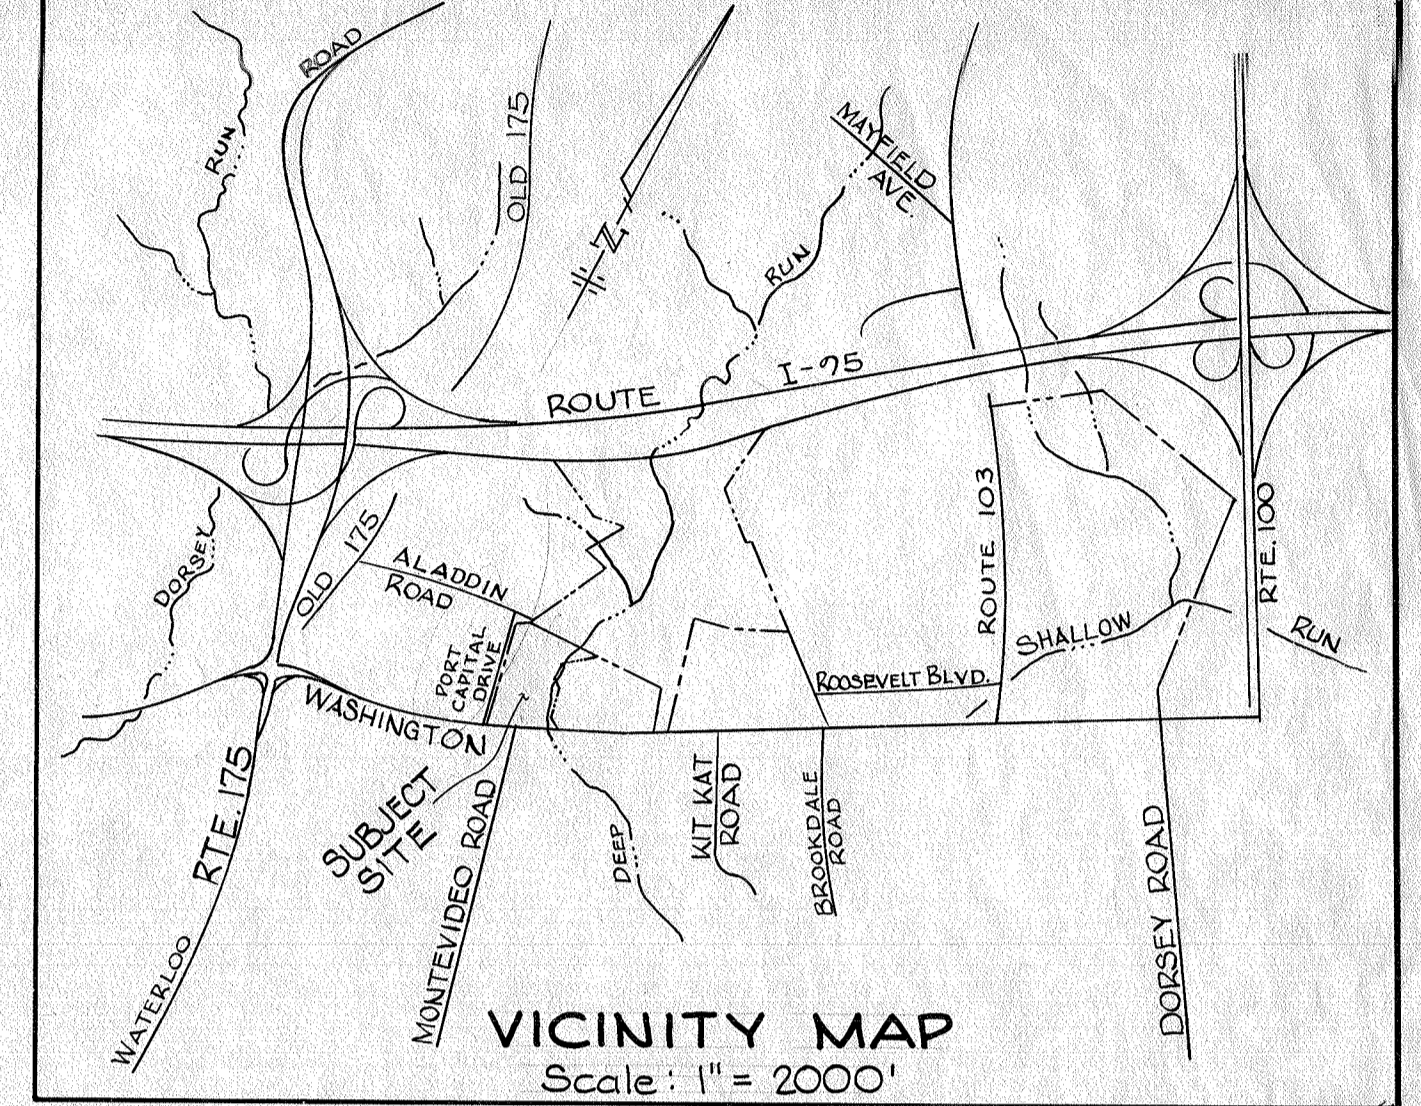 ROAD
RUN
OLD 175
N
MAYFIELD
AVE.
RUN
ROUTE
I-95
DORSEY
OLD 175
ALADDIN
ROAD
PORT
CAPITAL
DRIVE
ROUTE 103
RTE. 100
SHALLOW
RUN
ROOSEVELT BLVD.
WASHINGTON
RTE. 175
WATERLOO
SUBJECT
SITE
MONTEVIDEO ROAD
DEEP
KIT KAT
ROAD
BROOKDALE
ROAD
DORSEY ROAD
VICINITY MAP
Scale: 1" = 2000'